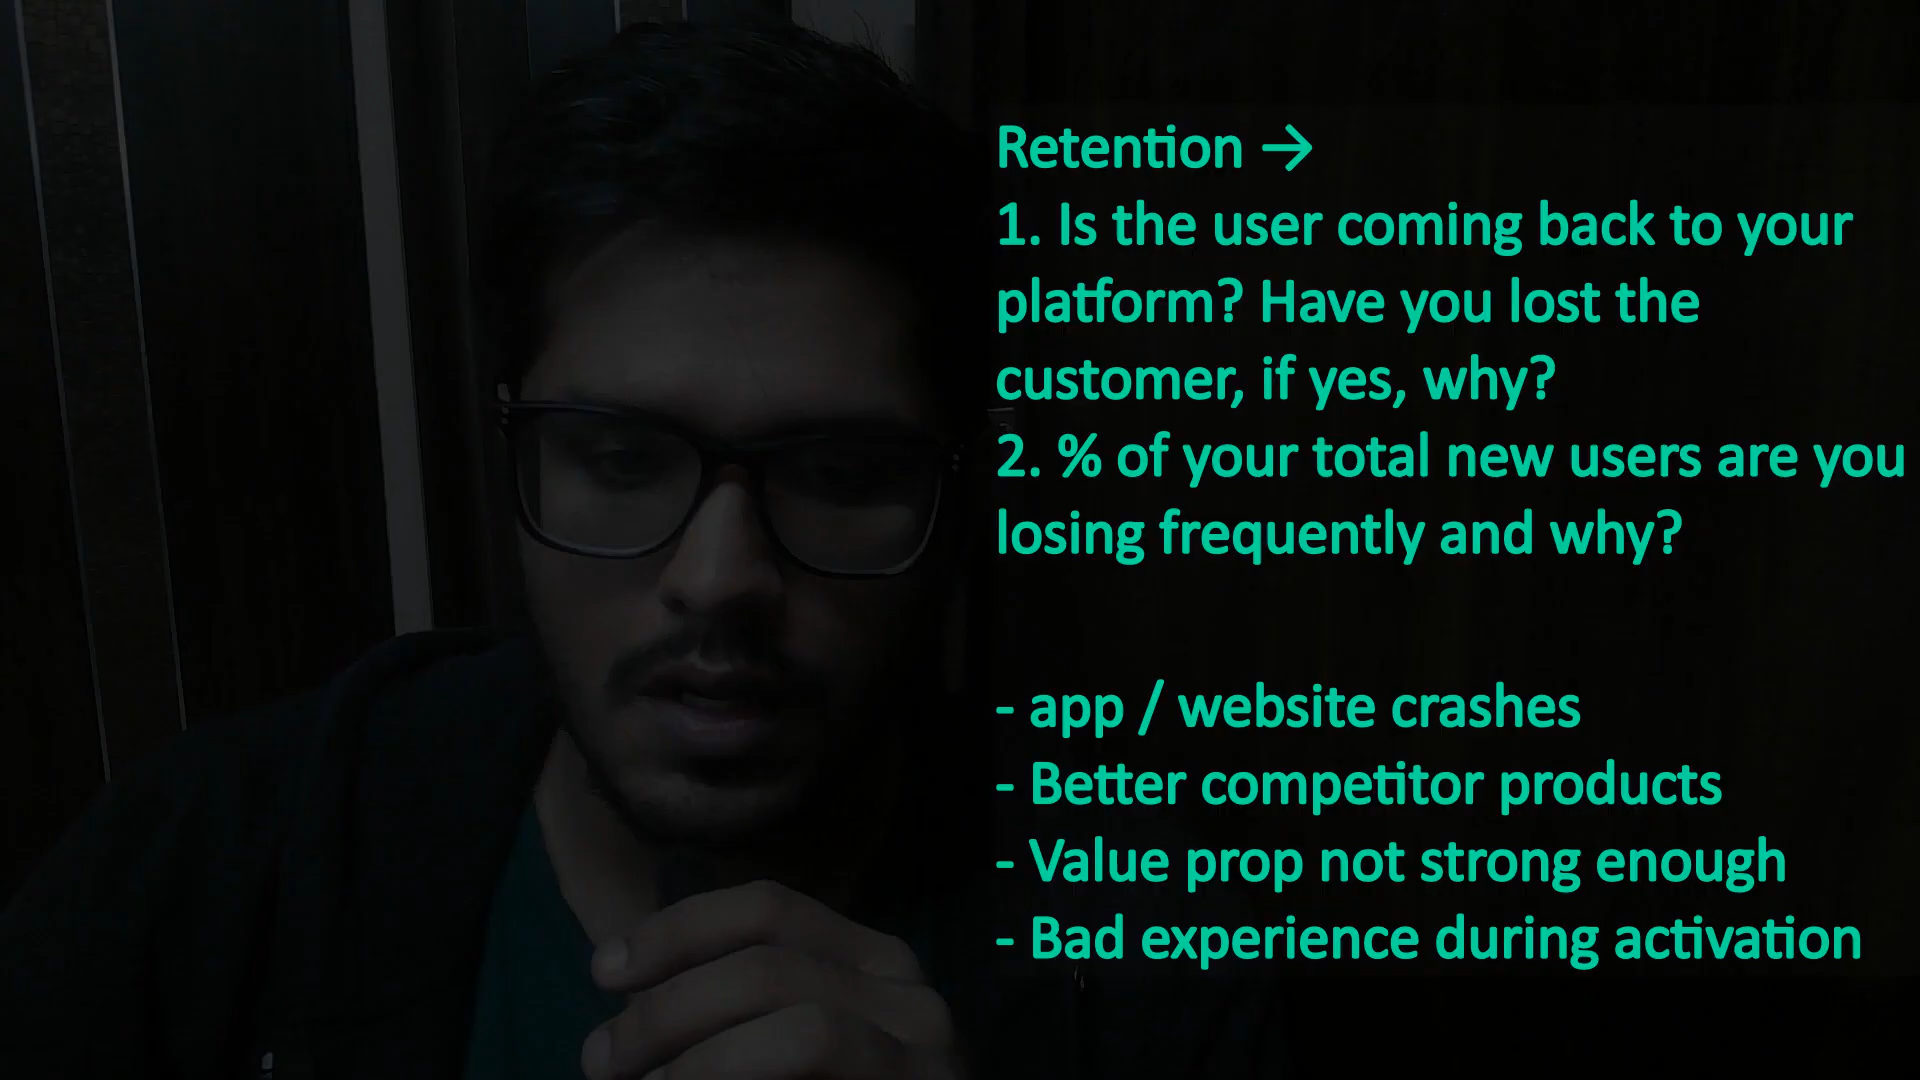 Retention →
1. Is the user coming back to your
platform? Have you lost the
customer, if yes, why?
2. % of your total new users are you
losing frequently and why?
- app / website crashes
- Better competitor products
- Value prop not strong enough
- Bad experience during activation